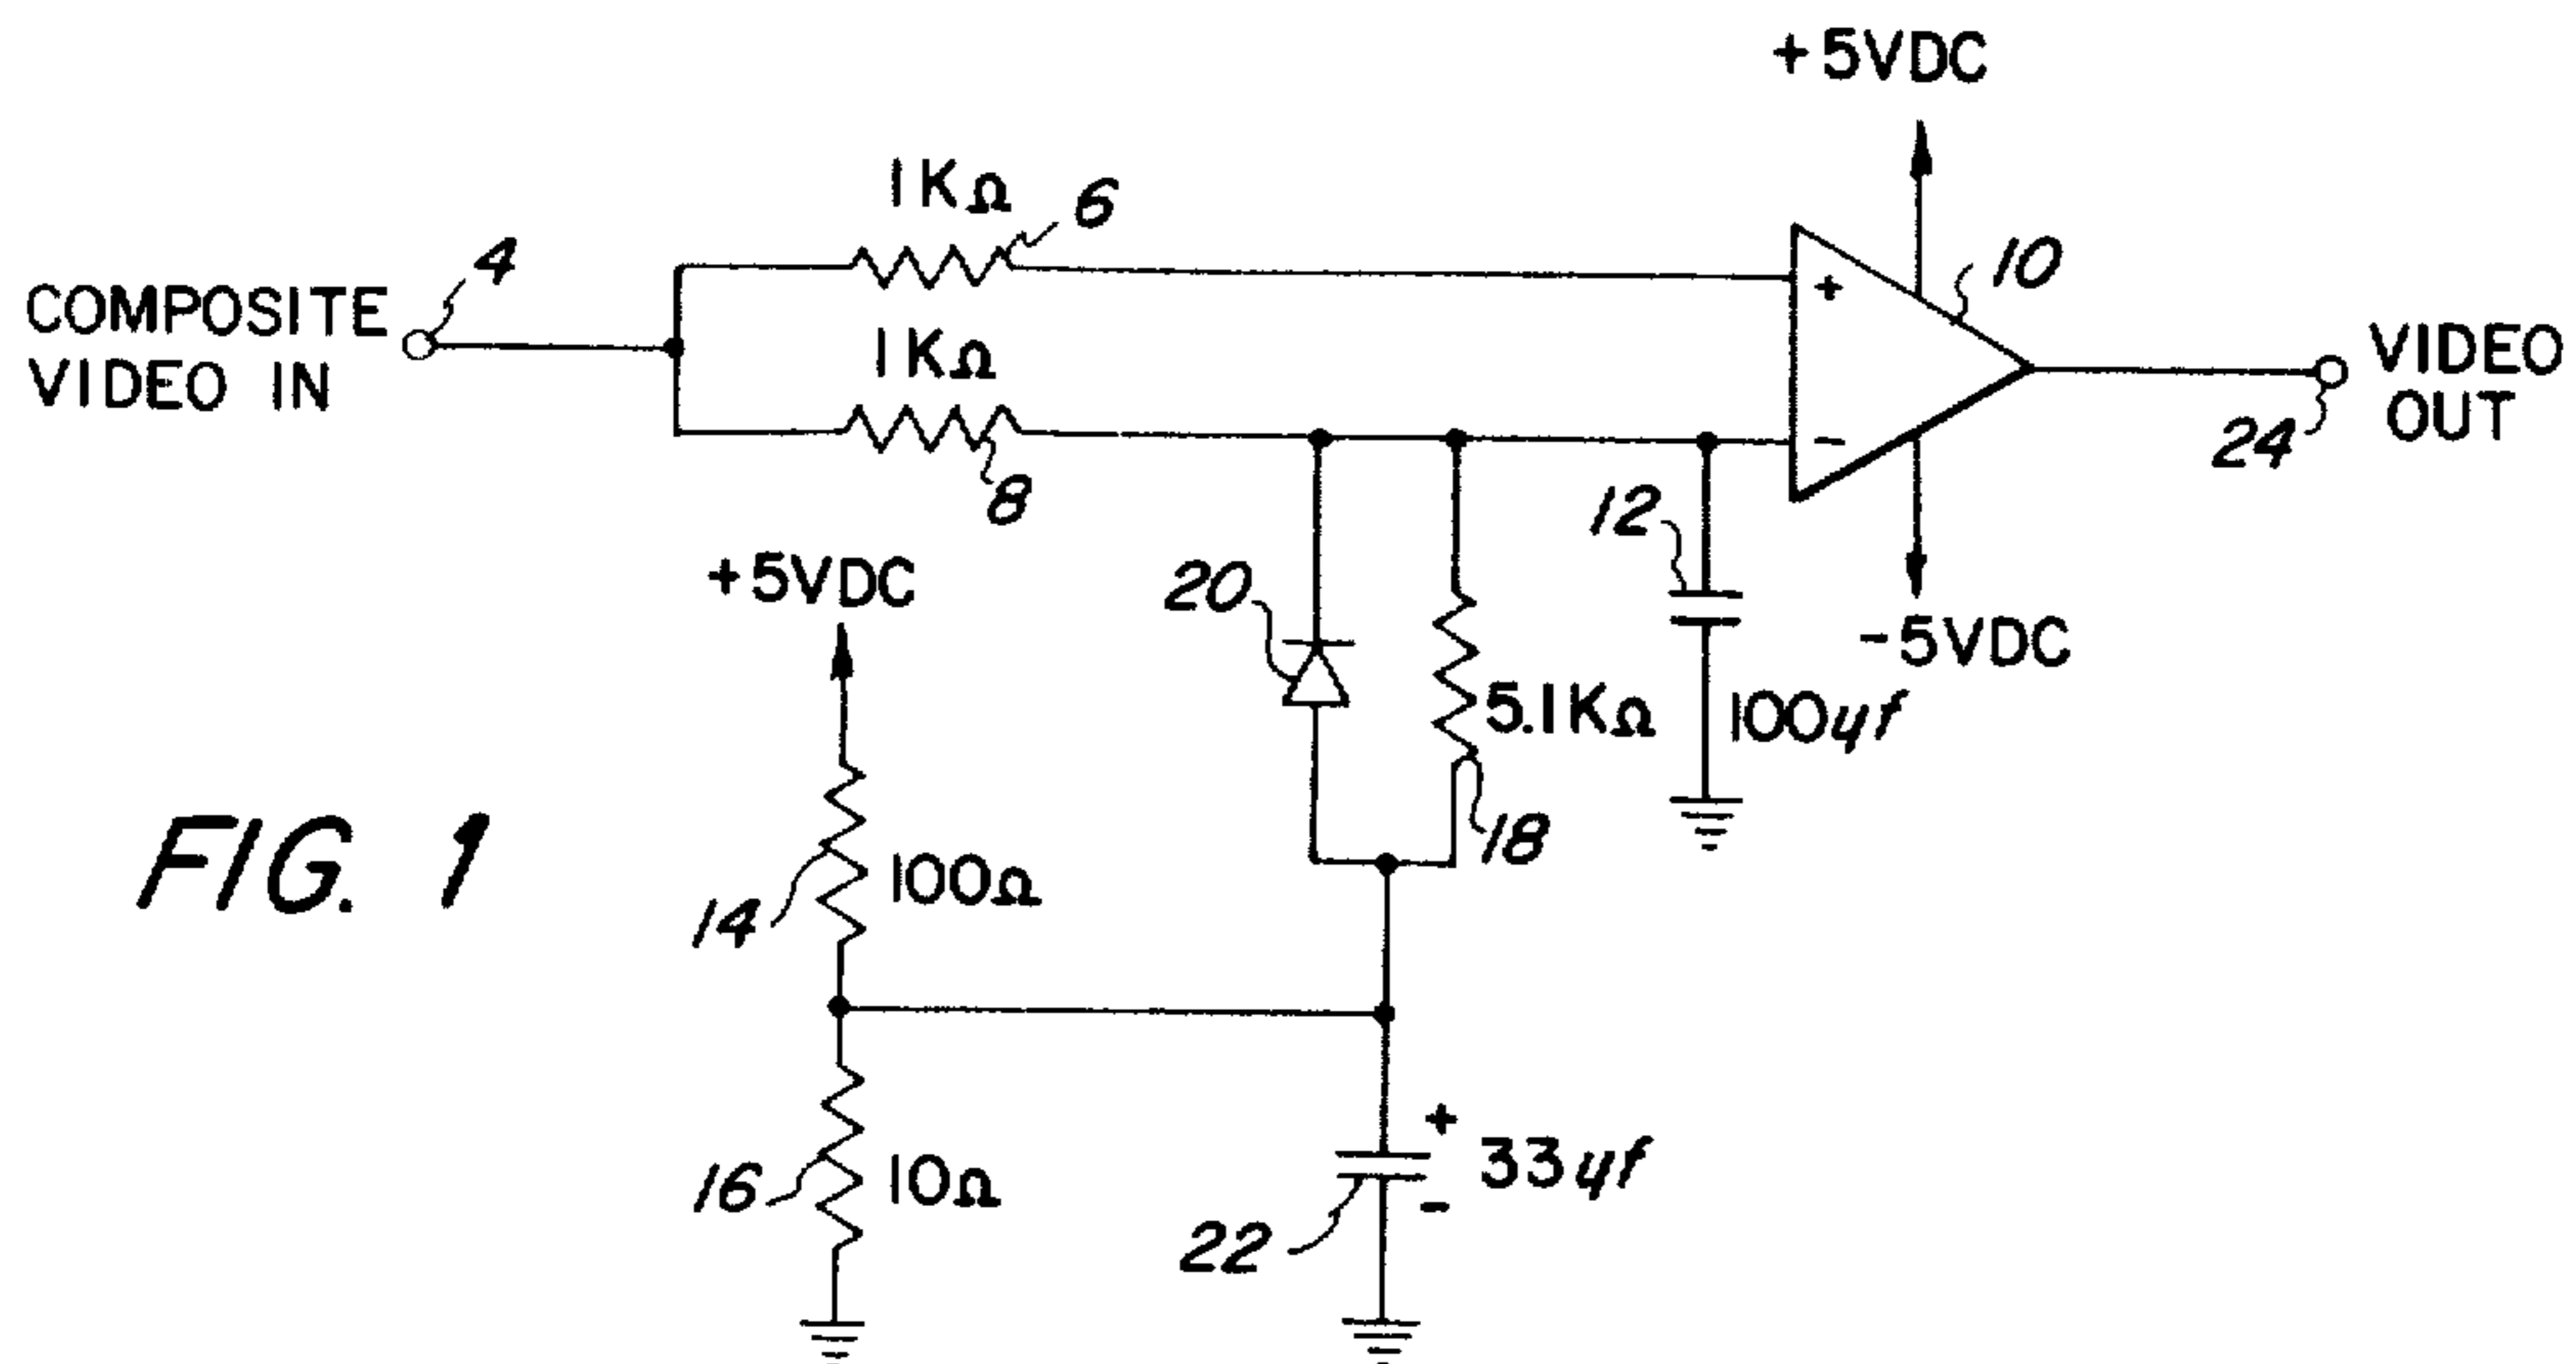 +5VDC
1KΩ
6
4
10
COMPOSITE
VIDEO IN
+
1KΩ
VIDEO
OUT
-
24
8
12
+5VDC
20
-5VDC
5.1KΩ
100μf
FIG. 1
18
14
100Ω
+
33μf
16
10Ω
-
22